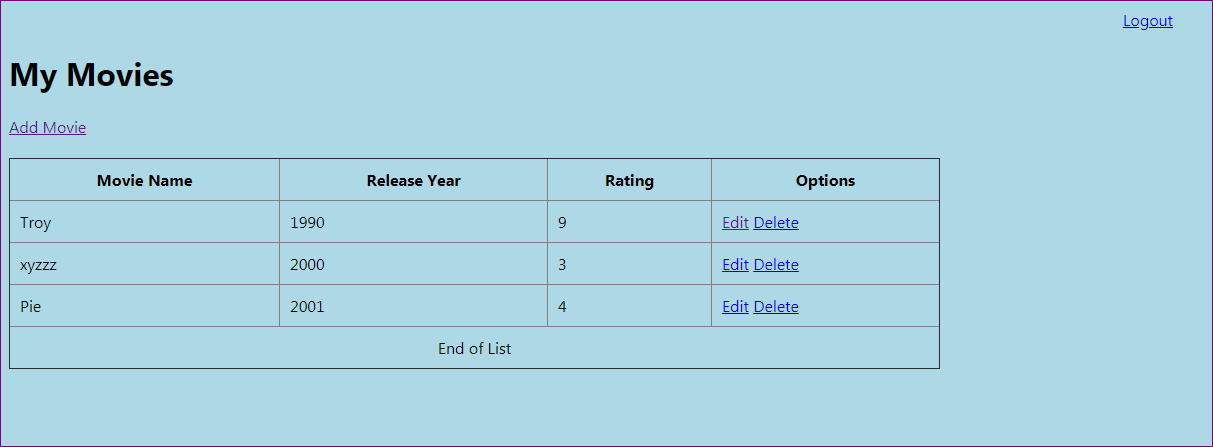 Logout
My Movies
Add Movie
Movie Name Release Year Rating Options
Troy 1990 9 Edit Delete
xyzzz 2000 3 Edit Delete
Pie 2001 4 Edit Delete
End of List